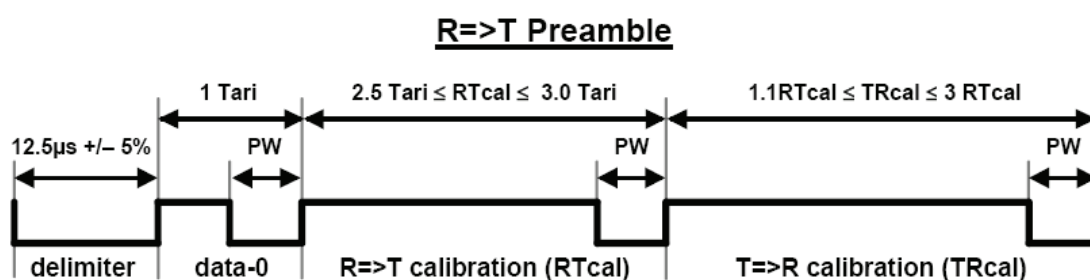 R=>T Preamble
1 Tari 2.5 Tari ≤ RTcal ≤ 3.0 Tari 1.1RTcal ≤ TRcal ≤ 3 RTcal
12.5µs +/– 5% PW PW PW
delimiter data-0 R=>T calibration (RTcal) T=>R calibration (TRcal)